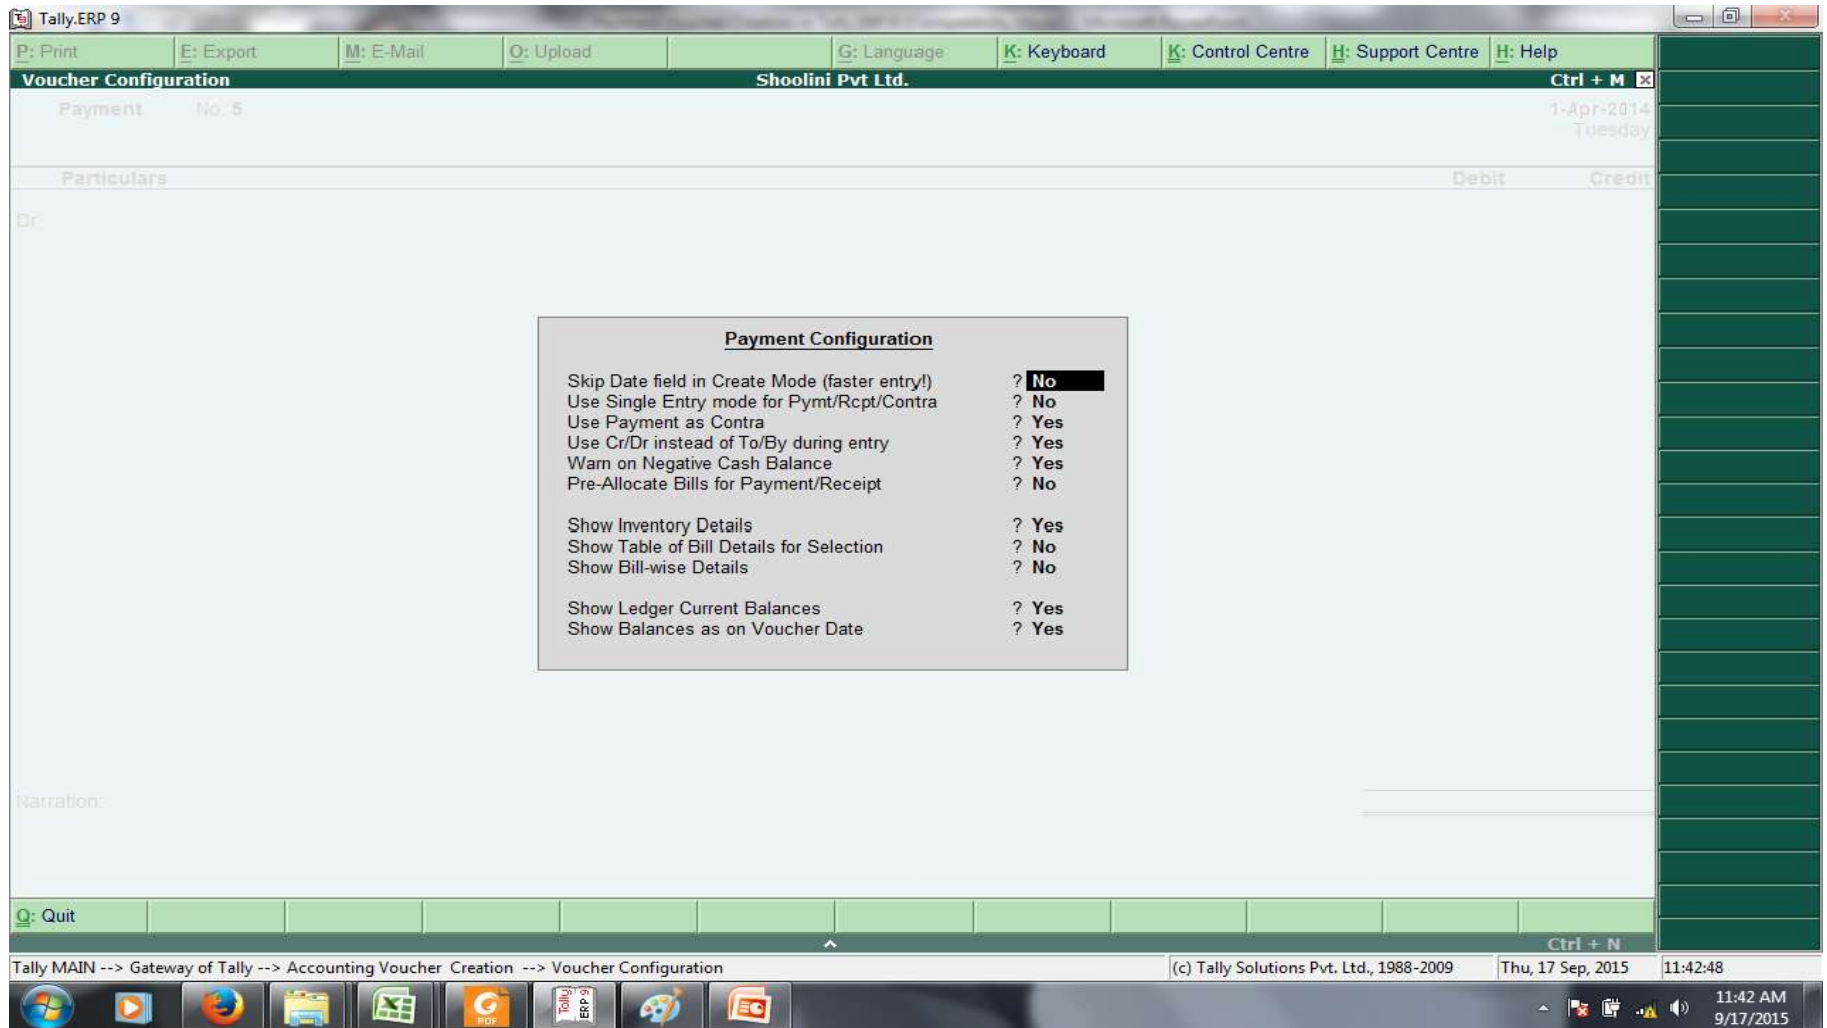 Tally.ERP 9
P: Print E: Export M: E-Mail O: Upload G: Language K: Keyboard K: Control Centre H: Support Centre H: Help
Voucher Configuration Shoolini Pvt Ltd. Ctrl + M
Payment No. 5 1-Apr-2014
Tuesday
Particulars Debit Credit
Dr
Payment Configuration
Skip Date field in Create Mode (faster entry!) ? No
Use Single Entry mode for Pymt/Rcpt/Contra ? No
Use Payment as Contra ? Yes
Use Cr/Dr instead of To/By during entry ? Yes
Warn on Negative Cash Balance ? Yes
Pre-Allocate Bills for Payment/Receipt ? No
Show Inventory Details ? Yes
Show Table of Bill Details for Selection ? No
Show Bill-wise Details ? No
Show Ledger Current Balances ? Yes
Show Balances as on Voucher Date ? Yes
Narration:
Q: Quit
Ctrl + N
Tally MAIN --> Gateway of Tally --> Accounting Voucher Creation --> Voucher Configuration (c) Tally Solutions Pvt. Ltd., 1988-2009 Thu, 17 Sep, 2015 11:42:48
PDF
Tally
ERP 9
11:42 AM
9/17/2015